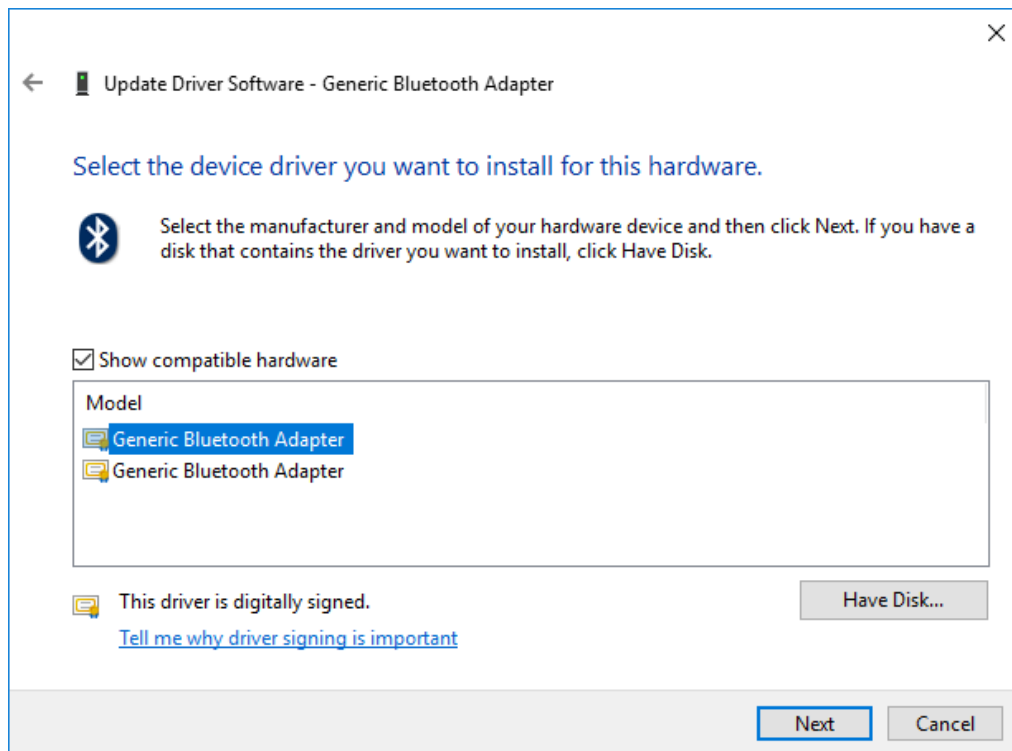 Update Driver Software - Generic Bluetooth Adapter
Select the device driver you want to install for this hardware.
Select the manufacturer and model of your hardware device and then click Next. If you have a
disk that contains the driver you want to install, click Have Disk.
Show compatible hardware
Model
Generic Bluetooth Adapter
Generic Bluetooth Adapter
This driver is digitally signed.
Have Disk...
Tell me why driver signing is important
Next
Cancel